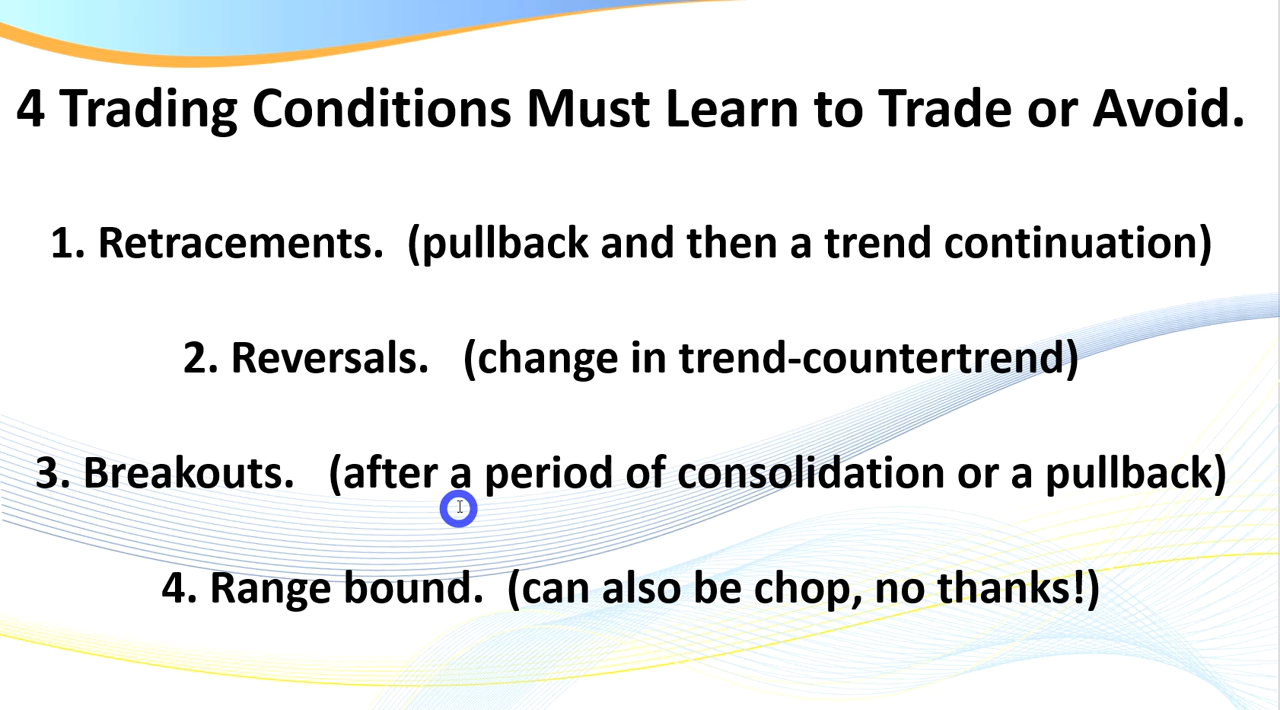 4 Trading Conditions Must Learn to Trade or Avoid.
1. Retracements.  (pullback and then a trend continuation)
2. Reversals.   (change in trend-countertrend)
3. Breakouts.   (after a period of consolidation or a pullback)
4. Range bound.  (can also be chop, no thanks!)